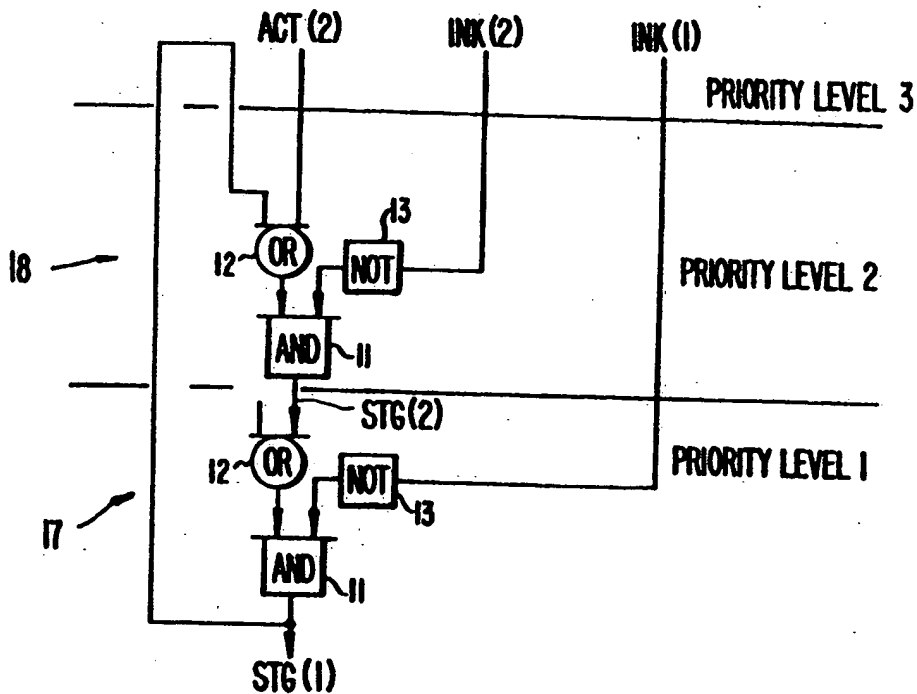 ACT(2) INK(2) INK(1)
PRIORITY LEVEL 3
13
18
12 OR NOT PRIORITY LEVEL 2
AND 11
STG(2)
12 OR NOT PRIORITY LEVEL 1
13
17
AND 11
STG(1)